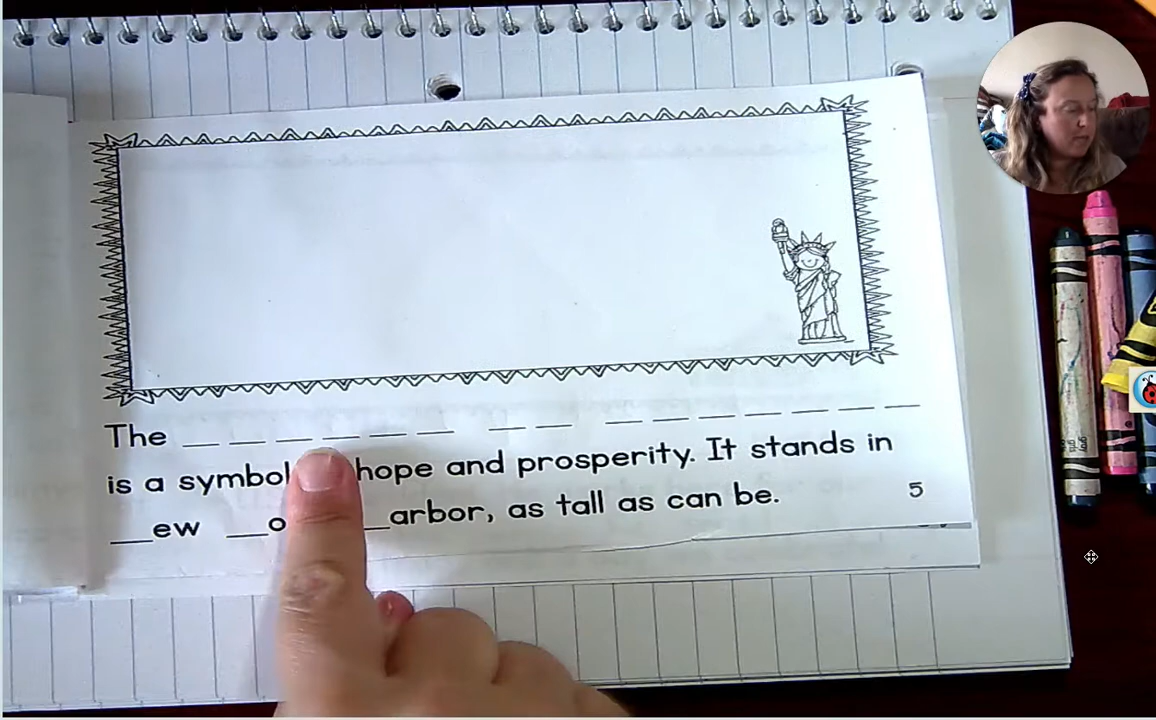 The __ __ __ __ __ __ __ __ __ __ __ __ __ __ __
is a symbol hope and prosperity. It stands in
__ew __o __arbor, as tall as can be.
5